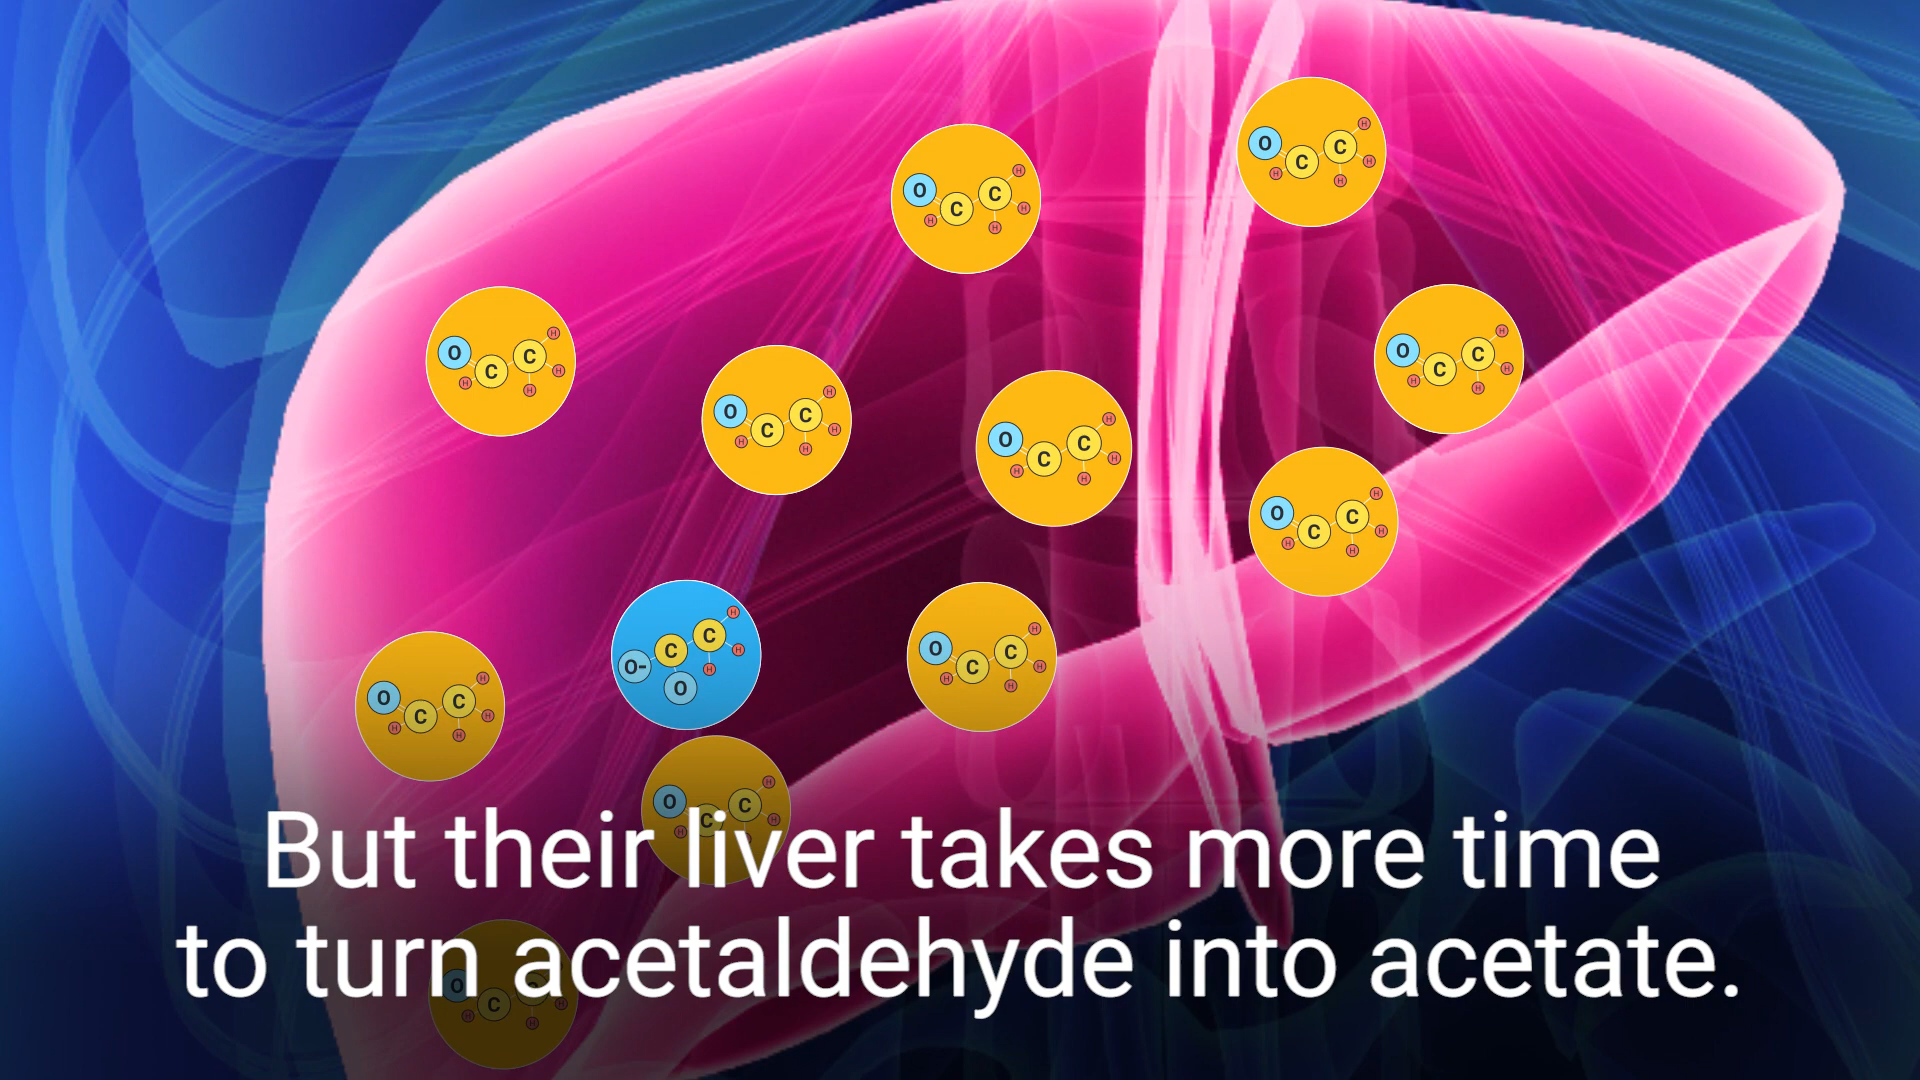 O C C H H H H
O C C H H H H
O C C H H H H
O C C H H H H
O C C H H H H
O C C H H H H
O C C H H H H
O- C C O H H H
O C C H H H H
O C C H H H H
O C C H H H
But their liver takes more time
to turn acetaldehyde into acetate.
O C H H H